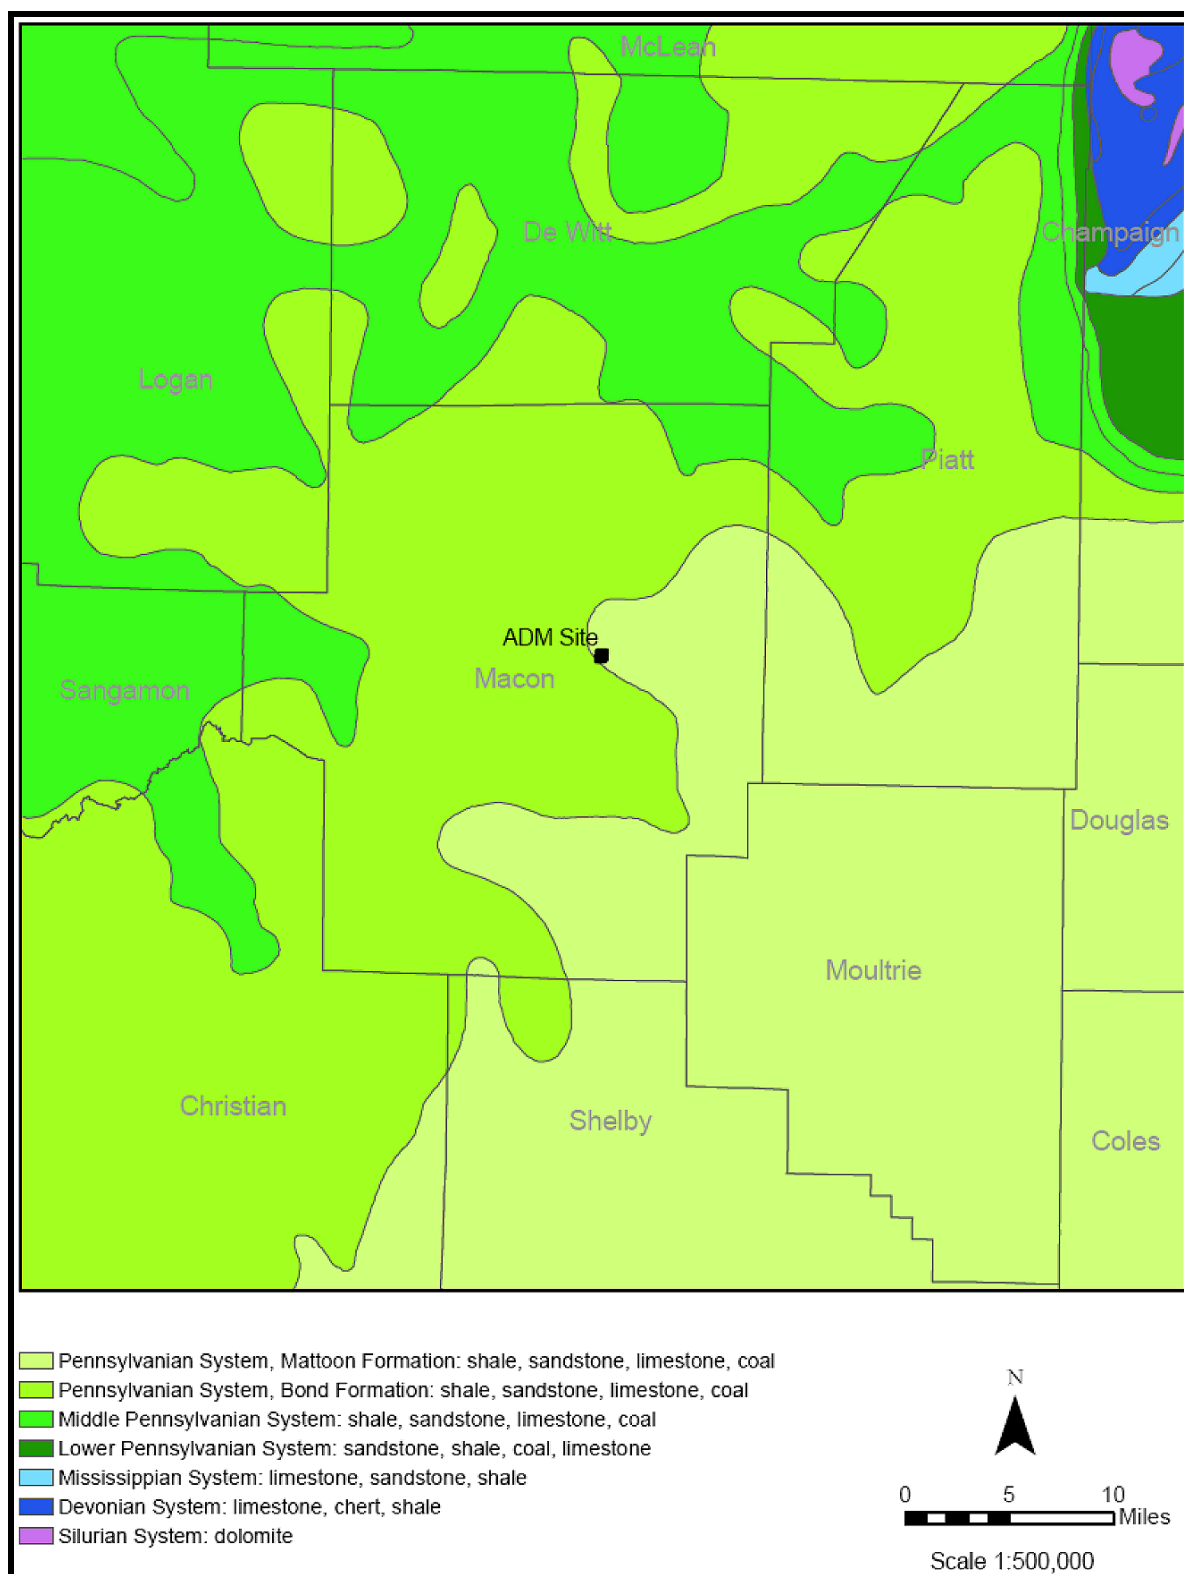 McLean
De Witt
Champaign
Logan
Piatt
ADM Site
Macon
Sangamon
Douglas
Moultrie
Christian
Shelby
Coles
Pennsylvanian System, Mattoon Formation: shale, sandstone, limestone, coal
Pennsylvanian System, Bond Formation: shale, sandstone, limestone, coal
Middle Pennsylvanian System: shale, sandstone, limestone, coal
Lower Pennsylvanian System: sandstone, shale, coal, limestone
Mississippian System: limestone, sandstone, shale
Devonian System: limestone, chert, shale
Silurian System: dolomite
N
0 5 10
Miles
Scale 1:500,000